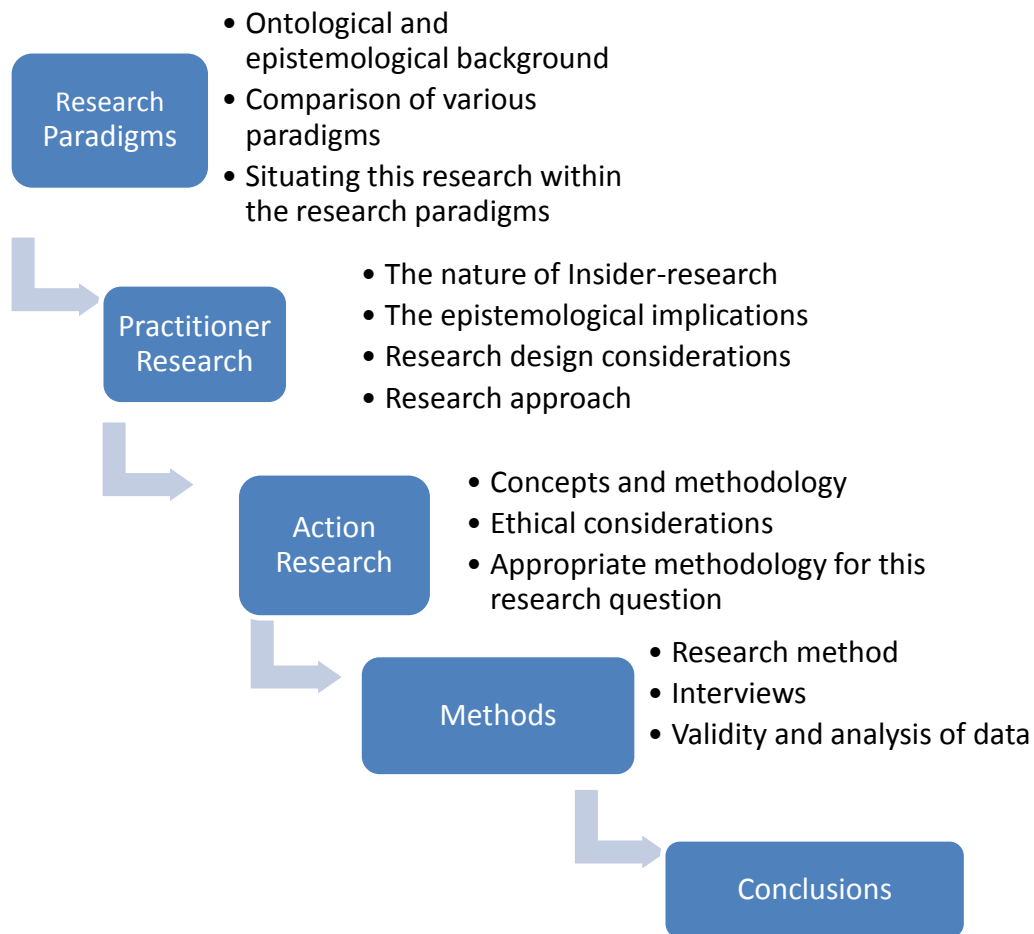 Research
Paradigms
• Ontological and
epistemological background
• Comparison of various
paradigms
• Situating this research within
the research paradigms
Practitioner
Research
• The nature of Insider-research
• The epistemological implications
• Research design considerations
• Research approach
Action
Research
• Concepts and methodology
• Ethical considerations
• Appropriate methodology for this
research question
Methods
• Research method
• Interviews
• Validity and analysis of data
Conclusions